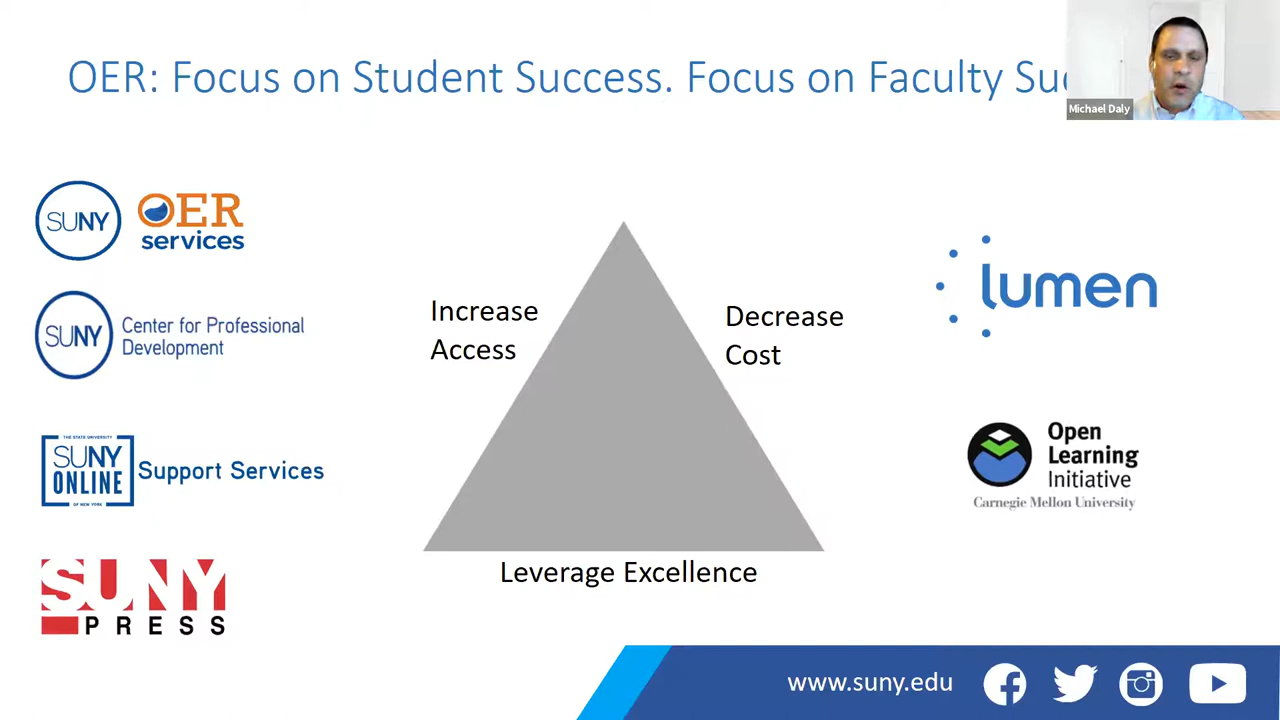 OER: Focus on Student Success. Focus on Faculty Suc
Michael Daly
SUNY
OER
services
SUNY
Center for Professional
Development
THE STATE UNIVERSITY
SUNY
ONLINE
OF NEW YORK
Support Services
SUNY
PRESS
Increase
Access
Decrease
Cost
Leverage Excellence
lumen
Open
Learning
Initiative
Carnegie Mellon University
www.suny.edu